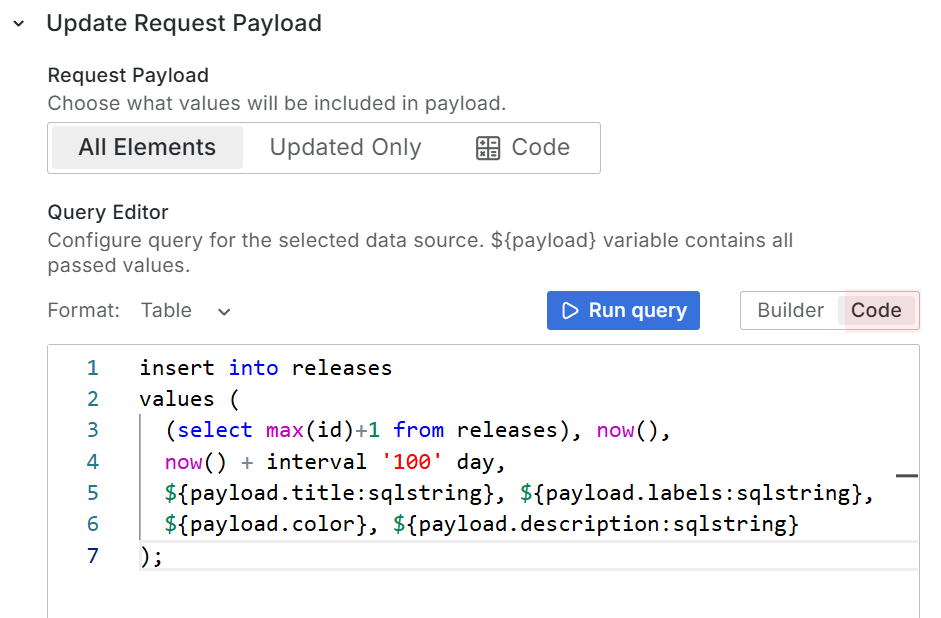 Update Request Payload
Request Payload
Choose what values will be included in payload.
All Elements Updated Only Code
Query Editor
Configure query for the selected data source. ${payload} variable contains all
passed values.
Format: Table Run query Builder Code
1 insert into releases
2 values (
3 (select max(id)+1 from releases), now(),
4 now() + interval '100' day,
5 ${payload.title:sqlstring}, ${payload.labels:sqlstring},
6 ${payload.color}, ${payload.description:sqlstring}
7 );